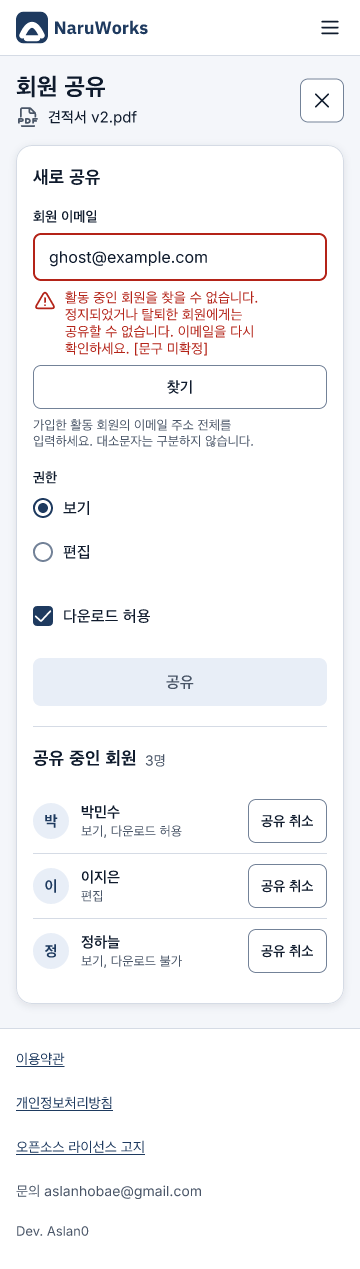 NaruWorks
회원 공유
PDF 견적서 v2.pdf
새로 공유
회원 이메일
ghost@example.com
활동 중인 회원을 찾을 수 없습니다.
정지되었거나 탈퇴한 회원에게는
공유할 수 없습니다. 이메일을 다시
확인하세요. [문구 미확정]
찾기
가입한 활동 회원의 이메일 주소 전체를
입력하세요. 대소문자는 구분하지 않습니다.
권한
보기
편집
다운로드 허용
공유
공유 중인 회원 3명
박
박민수
보기, 다운로드 허용
공유 취소
이
이지은
편집
공유 취소
정
정하늘
보기, 다운로드 불가
공유 취소
이용약관
개인정보처리방침
오픈소스 라이선스 고지
문의 aslanhobae@gmail.com
Dev. Aslan0